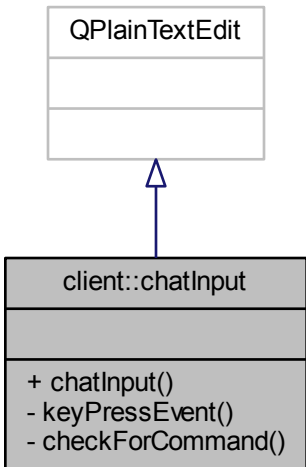 QPlainTextEdit
client::chatInput
+ chatInput()
- keyPressEvent()
- checkForCommand()